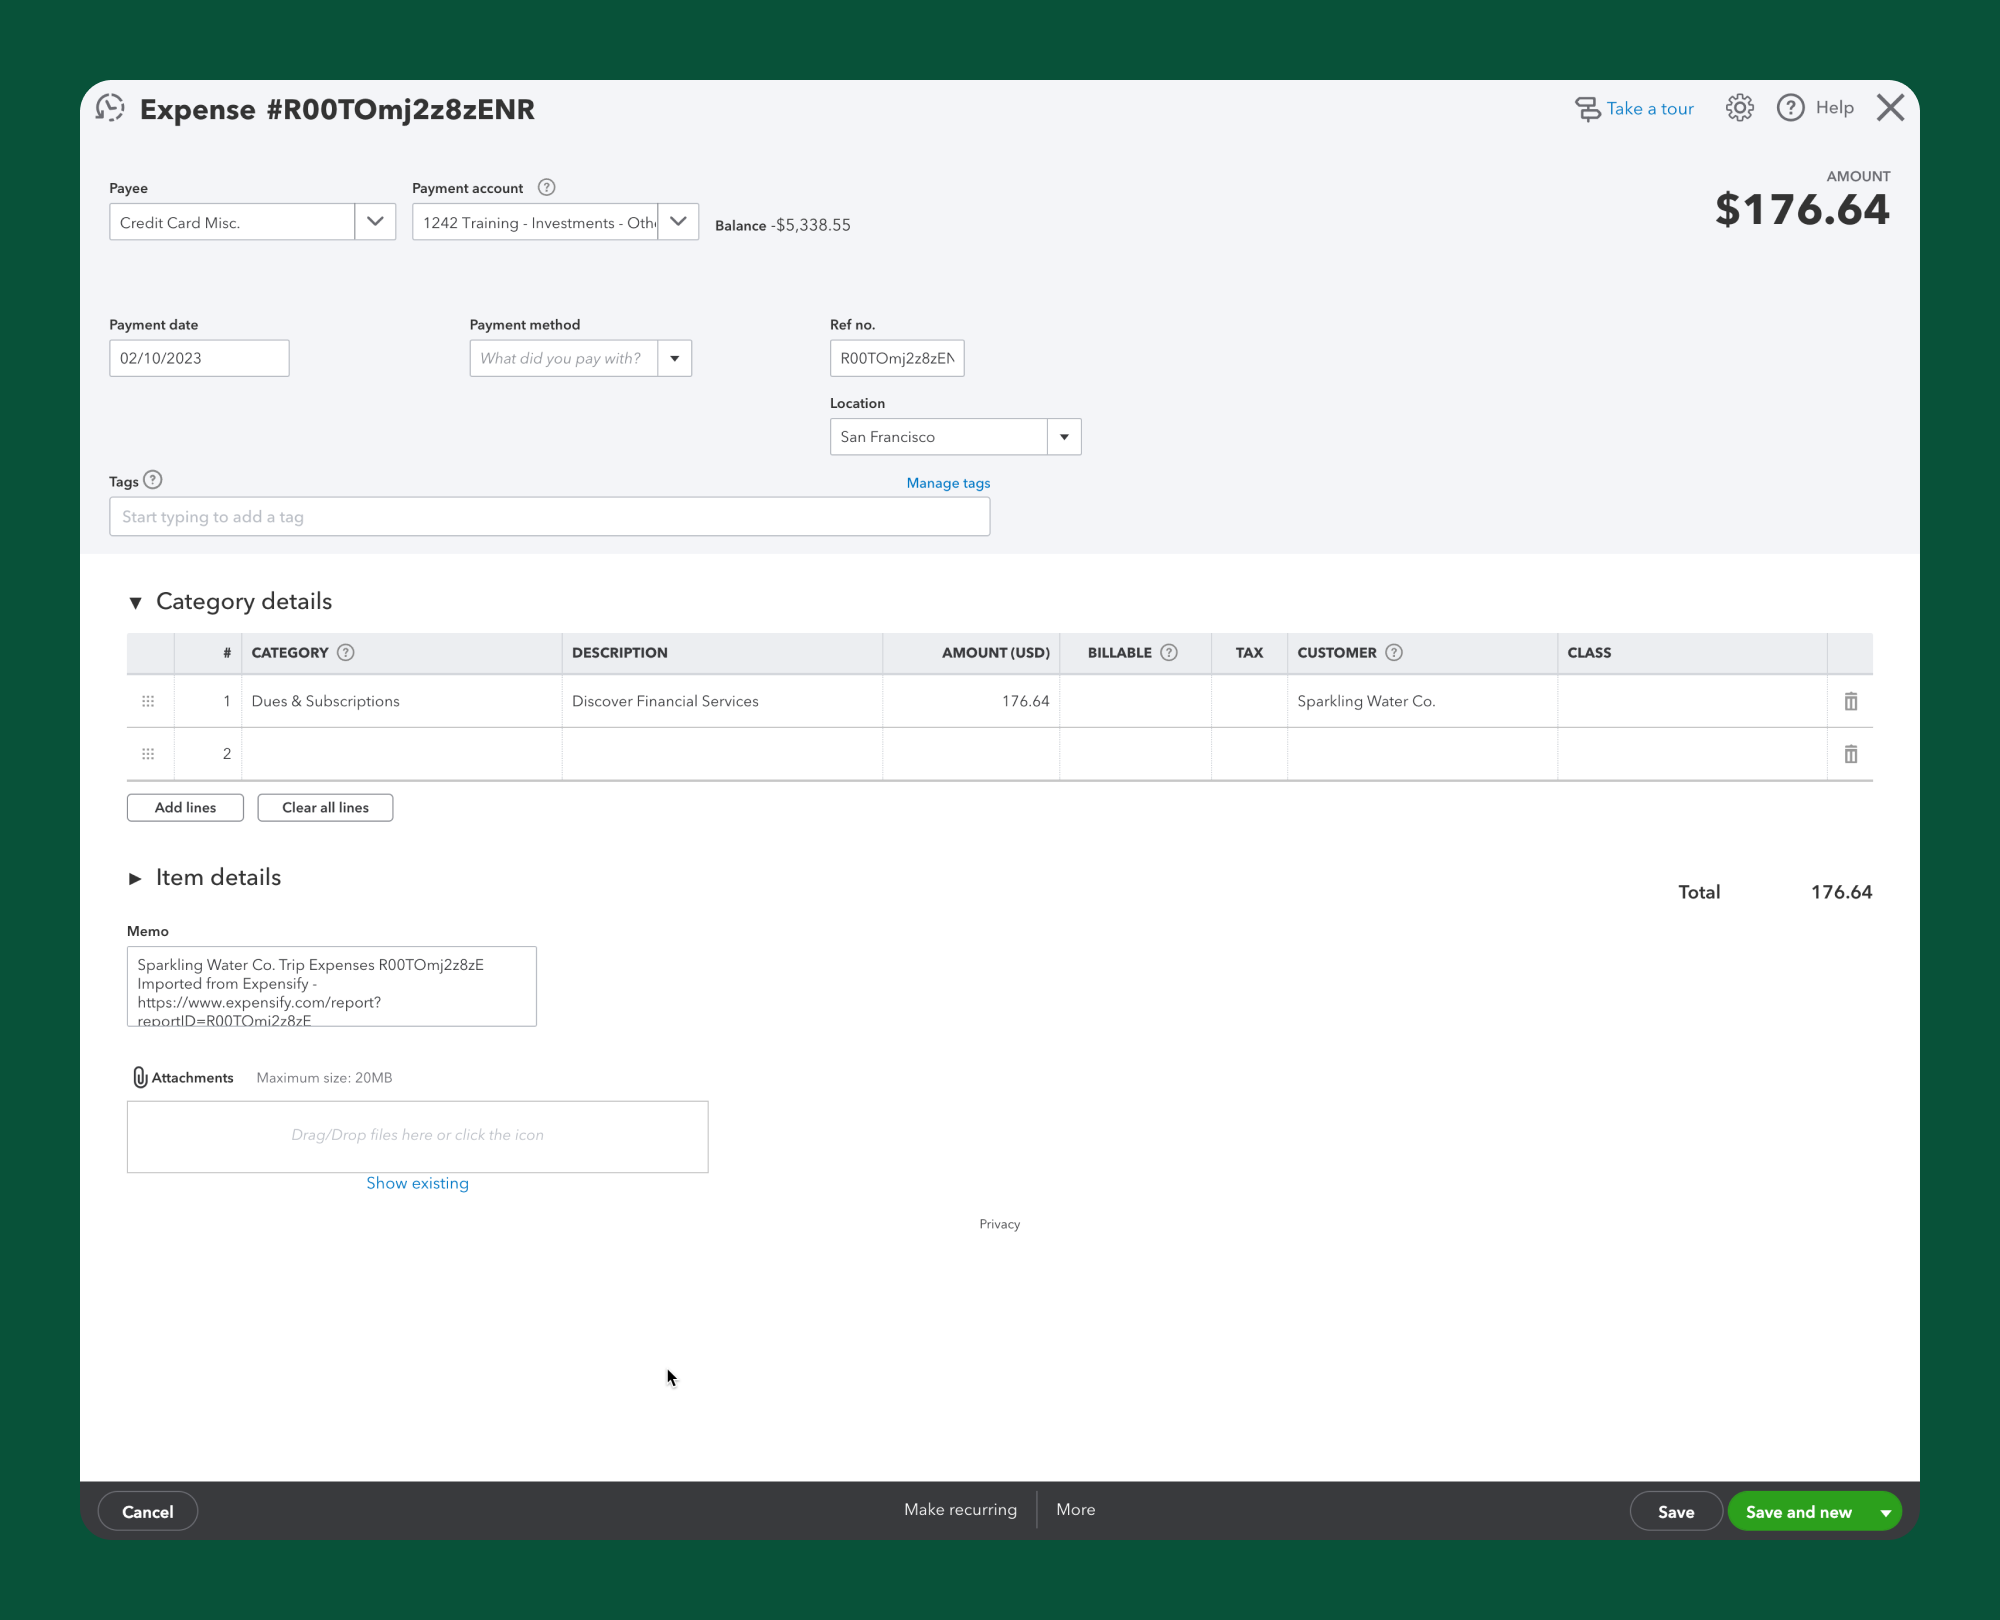 Expense #R00TOmj2z8zENR
Take a tour
Help
AMOUNT
$176.64
Payee
Payment account
Credit Card Misc.
1242 Training - Investments - Oth
Balance -$5,338.55
Payment date
Payment method
Ref no.
02/10/2023
What did you pay with?
R00TOmj2z8zEN
Location
San Francisco
Tags
Manage tags
Start typing to add a tag
Category details
# CATEGORY DESCRIPTION AMOUNT (USD) BILLABLE TAX CUSTOMER CLASS
1 Dues & Subscriptions Discover Financial Services 176.64 Sparkling Water Co.
2
Add lines
Clear all lines
Item details
Total 176.64
Memo
Sparkling Water Co. Trip Expenses R00TOmj2z8zE
Imported from Expensify -
https://www.expensify.com/report?
reportID=R00TOmj2z8zE
Attachments Maximum size: 20MB
Drag/Drop files here or click the icon
Show existing
Privacy
Cancel
Make recurring
More
Save
Save and new